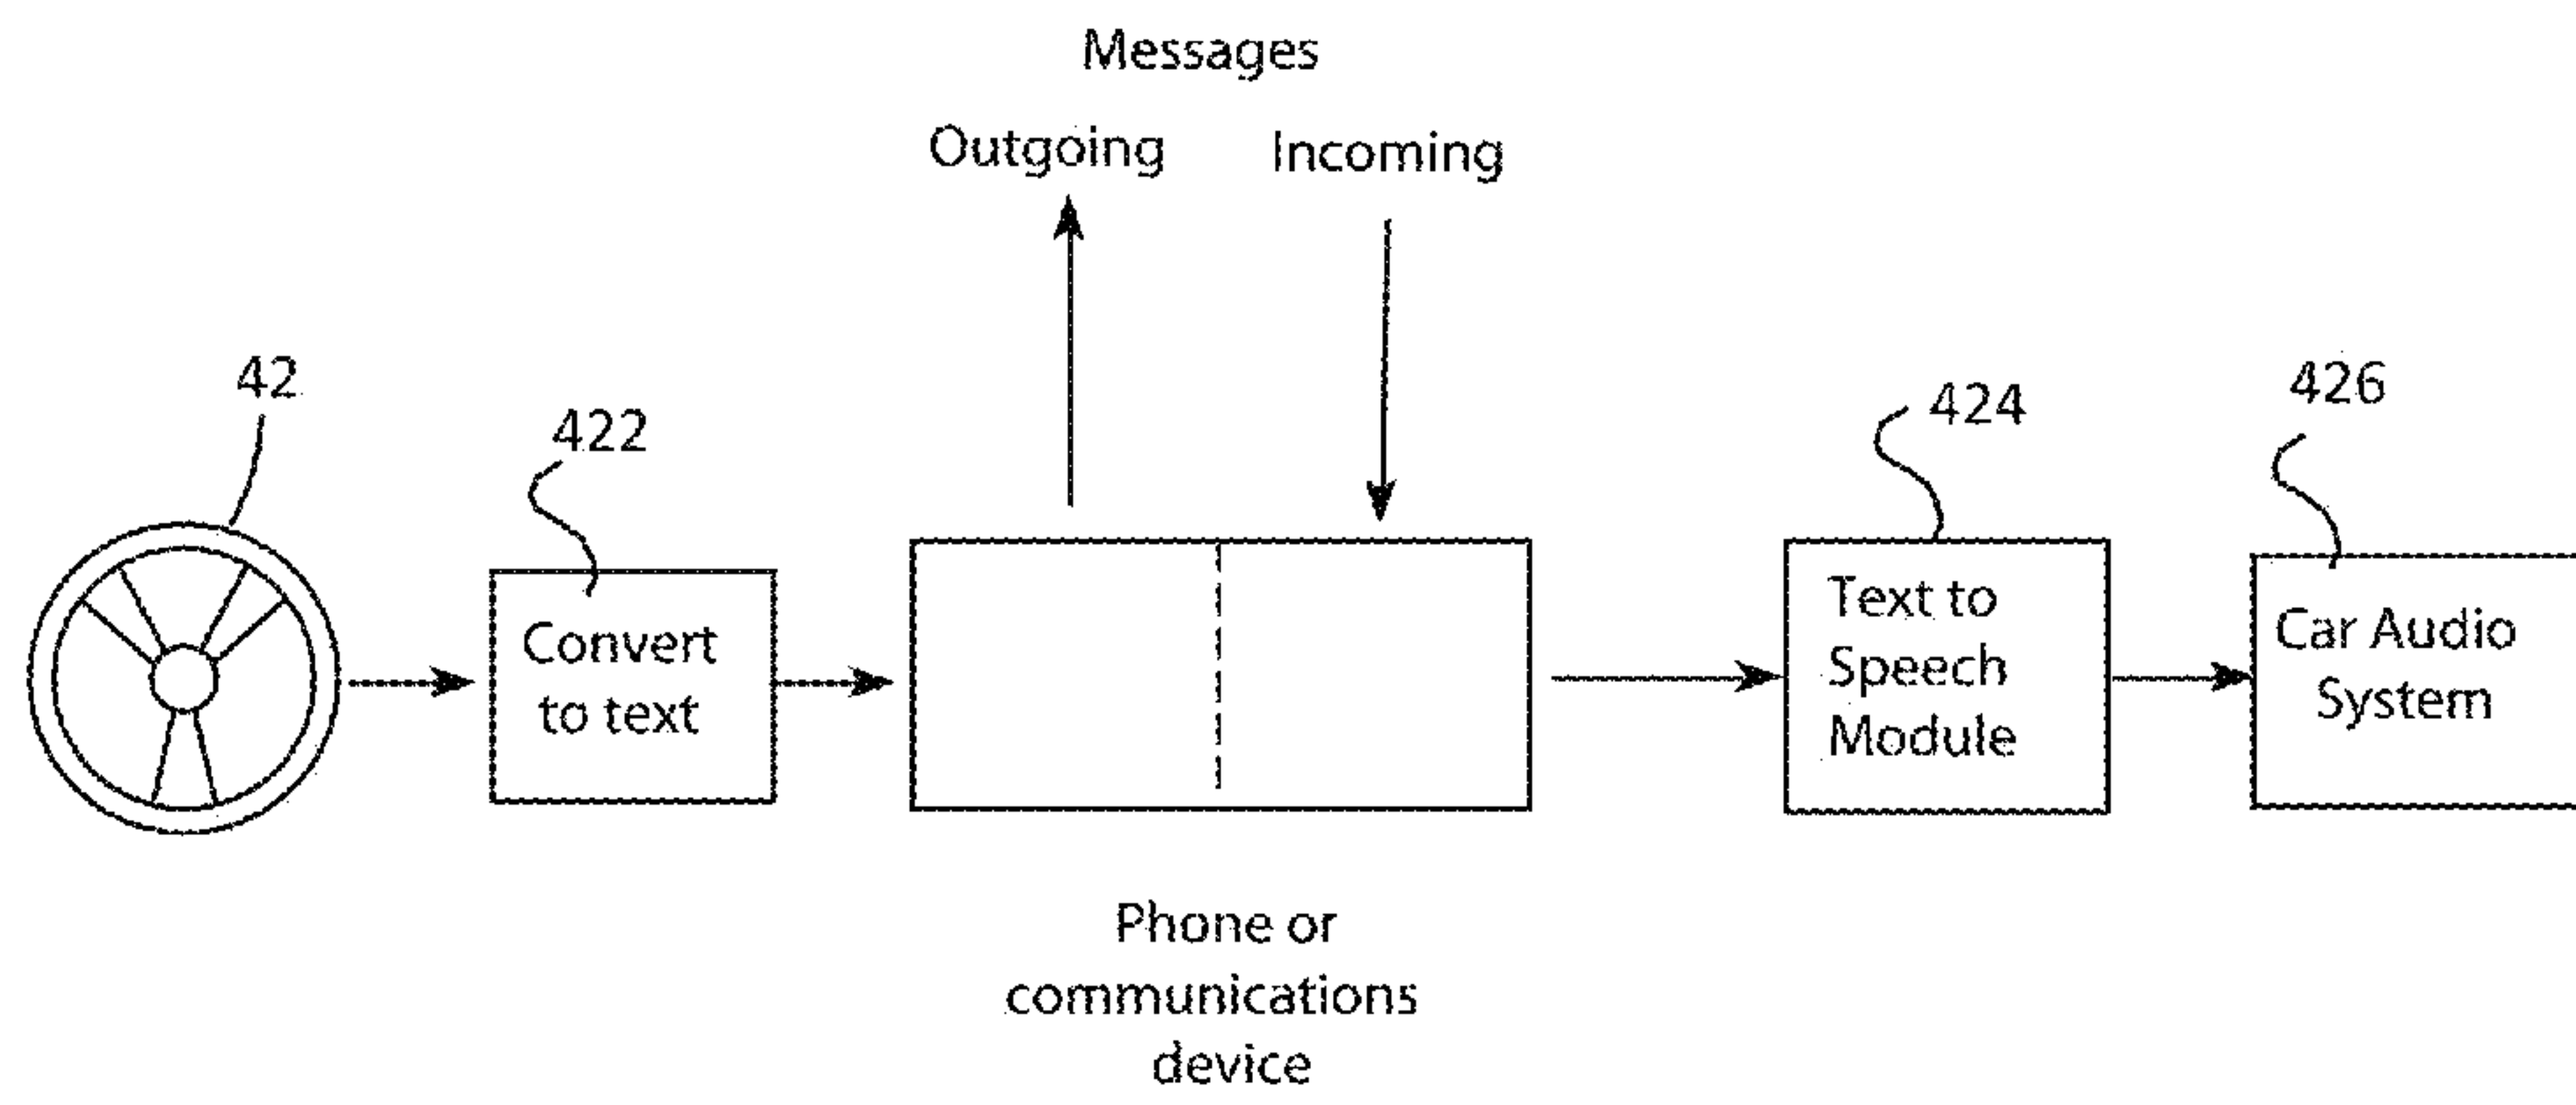 Messages
Outgoing
Incoming
42
422
424
426
Convert
to text
Text to
Speech
Module
Car Audio
System
Phone or
communications
device